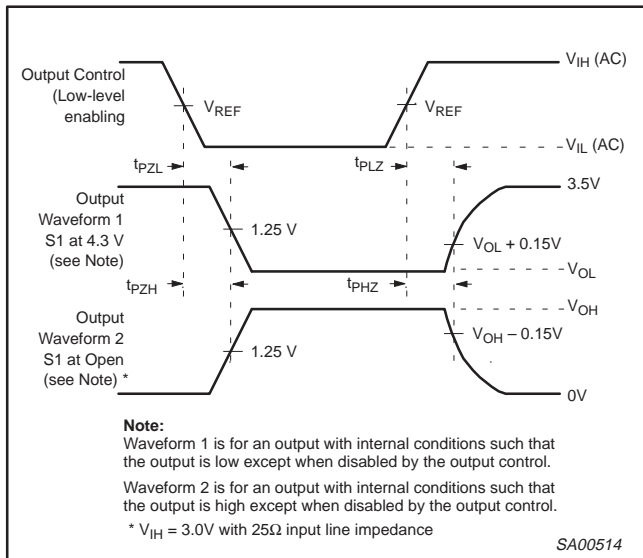 V_IH (AC)
Output Control
(Low-level
enabling
V_REF
V_REF
V_IL (AC)
t_PZL
t_PLZ
3.5V
Output
Waveform 1
S1 at 4.3 V
(see Note)
1.25 V
V_OL + 0.15V
V_OL
t_PZH
t_PHZ
V_OH
Output
Waveform 2
S1 at Open
(see Note) *
1.25 V
V_OH – 0.15V
0V
Note:
Waveform 1 is for an output with internal conditions such that
the output is low except when disabled by the output control.
Waveform 2 is for an output with internal conditions such that
the output is high except when disabled by the output control.
* V_IH = 3.0V with 25Ω input line impedance
SA00514